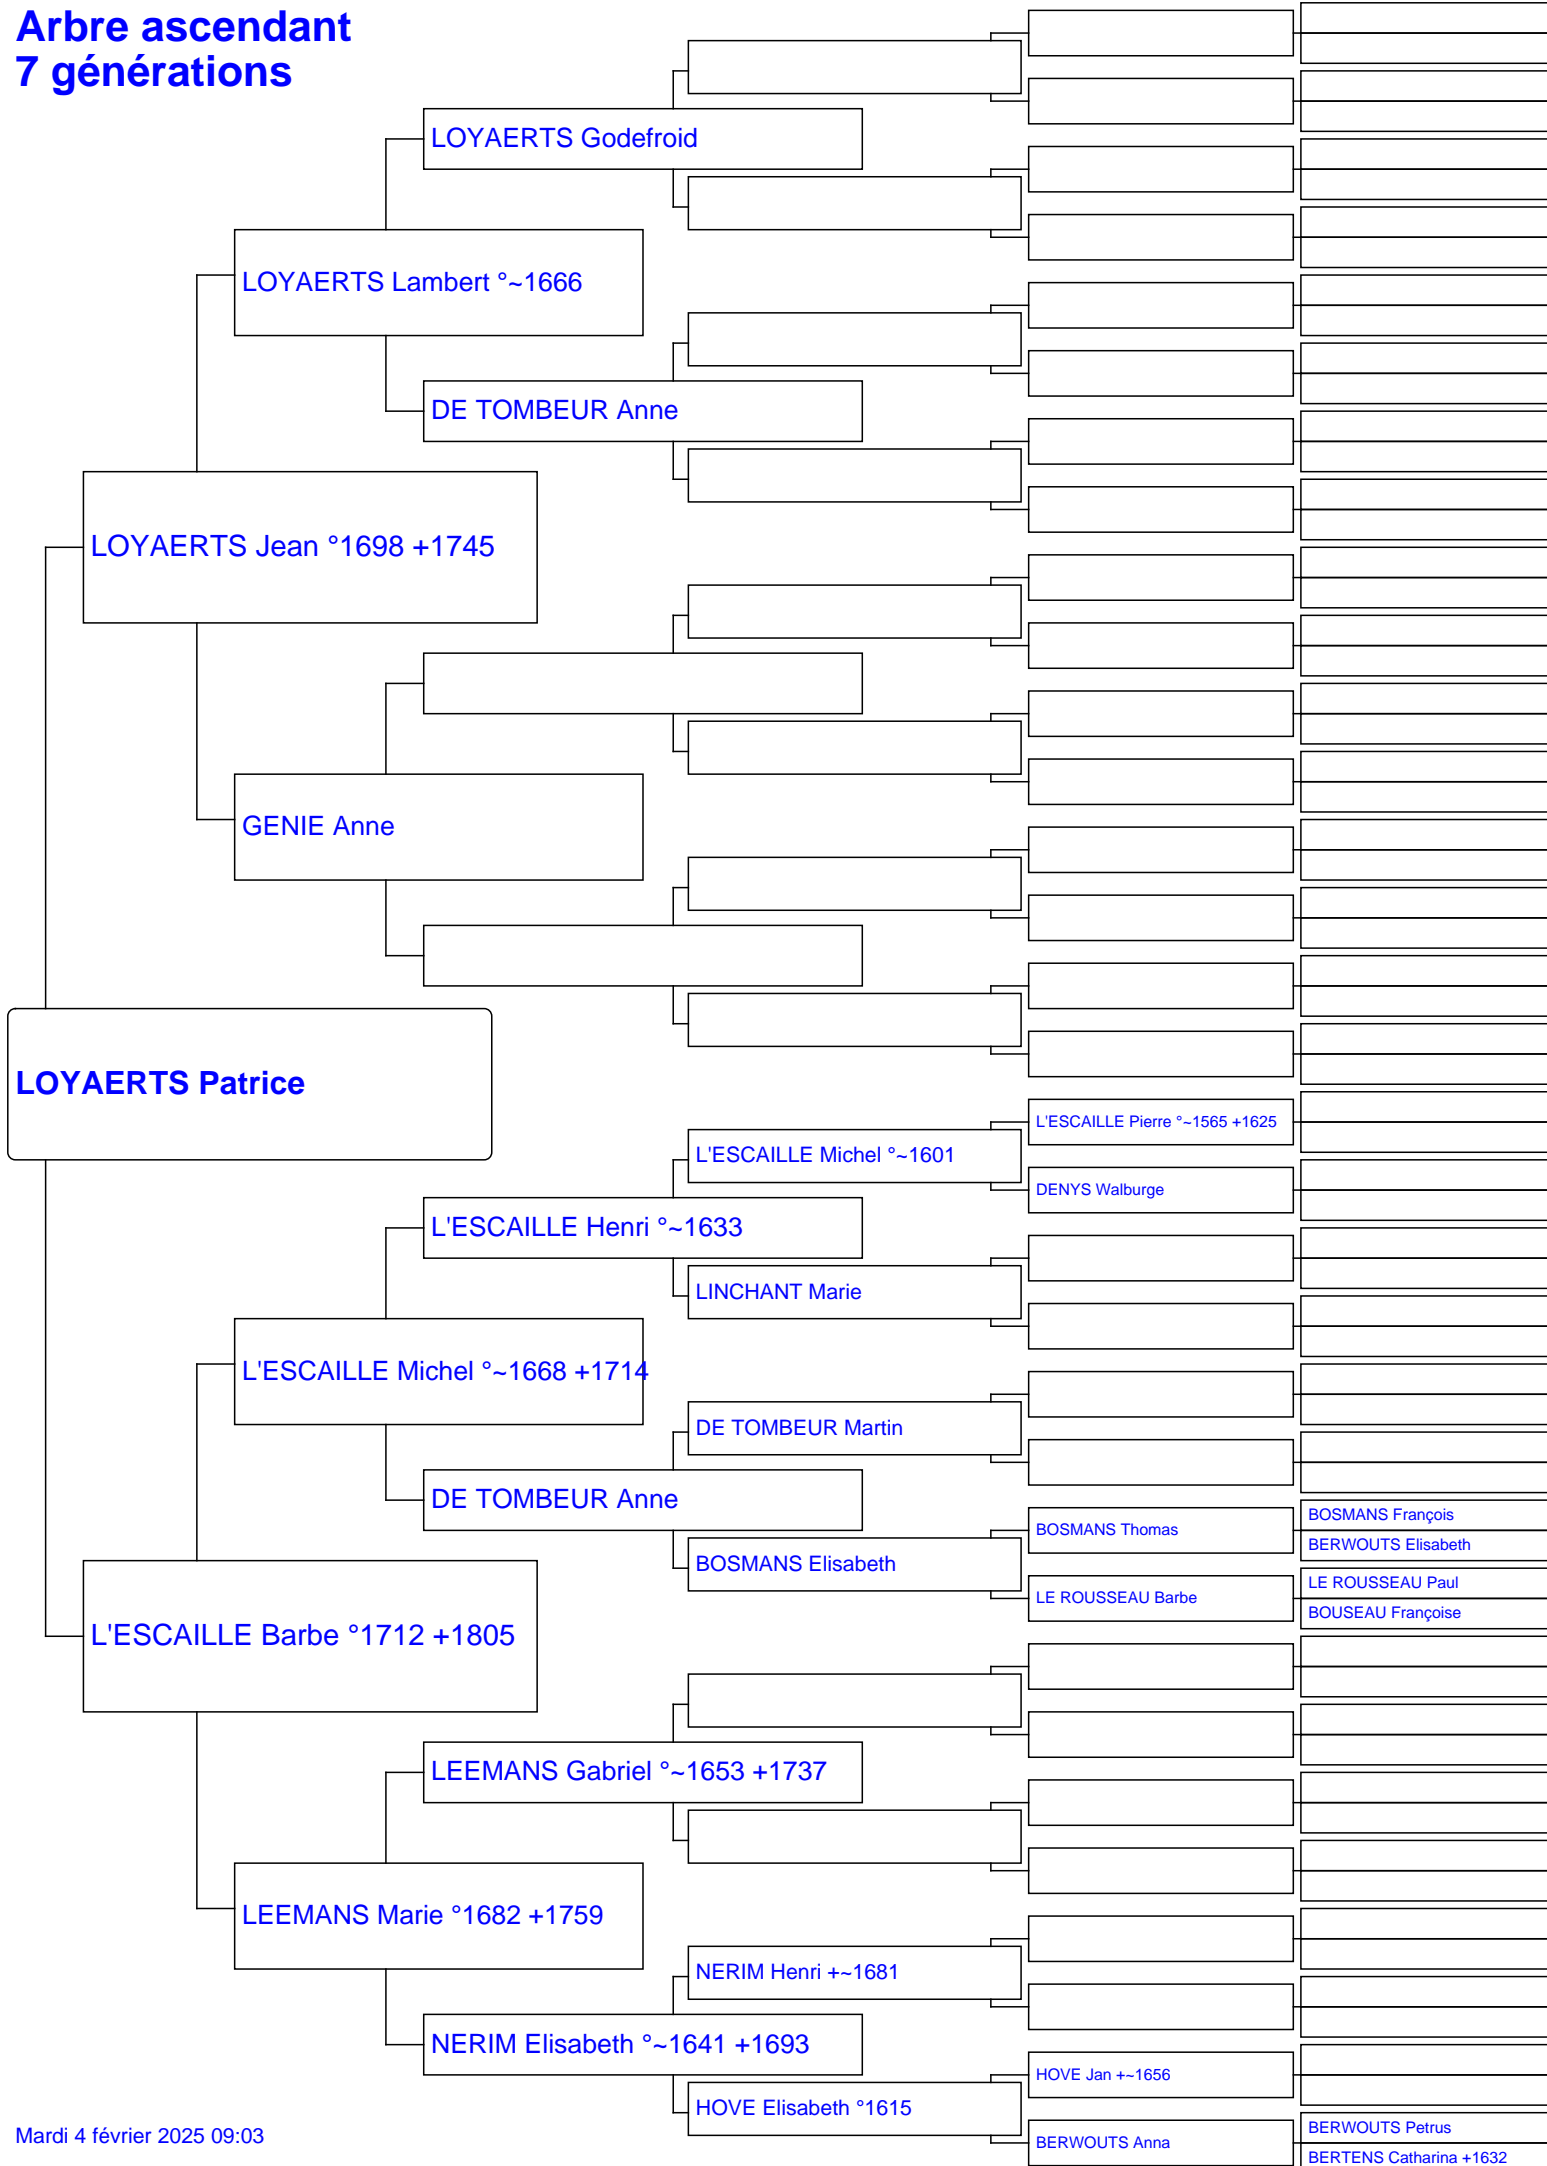 Arbre ascendant
7 générations
LOYAERTS Godefroid
LOYAERTS Lambert °~1666
DE TOMBEUR Anne
LOYAERTS Jean °1698 +1745
GENIE Anne
LOYAERTS Patrice
L'ESCAILLE Pierre °~1565 +1625
L'ESCAILLE Michel °~1601
DENYS Walburge
L'ESCAILLE Henri °~1633
LINCHANT Marie
L'ESCAILLE Michel °~1668 +1714
DE TOMBEUR Martin
DE TOMBEUR Anne
BOSMANS François
BOSMANS Thomas
BERWOUTS Elisabeth
BOSMANS Elisabeth
LE ROUSSEAU Paul
LE ROUSSEAU Barbe
BOUSEAU Françoise
L'ESCAILLE Barbe °1712 +1805
LEEMANS Gabriel °~1653 +1737
LEEMANS Marie °1682 +1759
NERIM Henri +~1681
NERIM Elisabeth °~1641 +1693
HOVE Jan +~1656
HOVE Elisabeth °1615
BERWOUTS Petrus
BERWOUTS Anna
BERTENS Catharina +1632
Mardi 4 février 2025 09:03